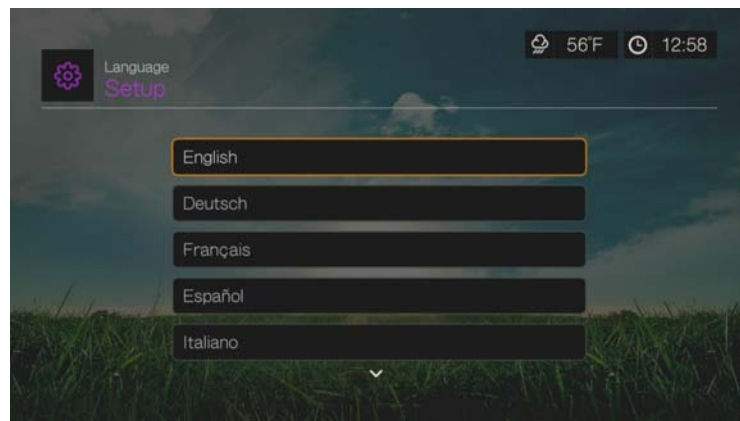 56°F 12:58
Language
Setup
English
Deutsch
Français
Español
Italiano